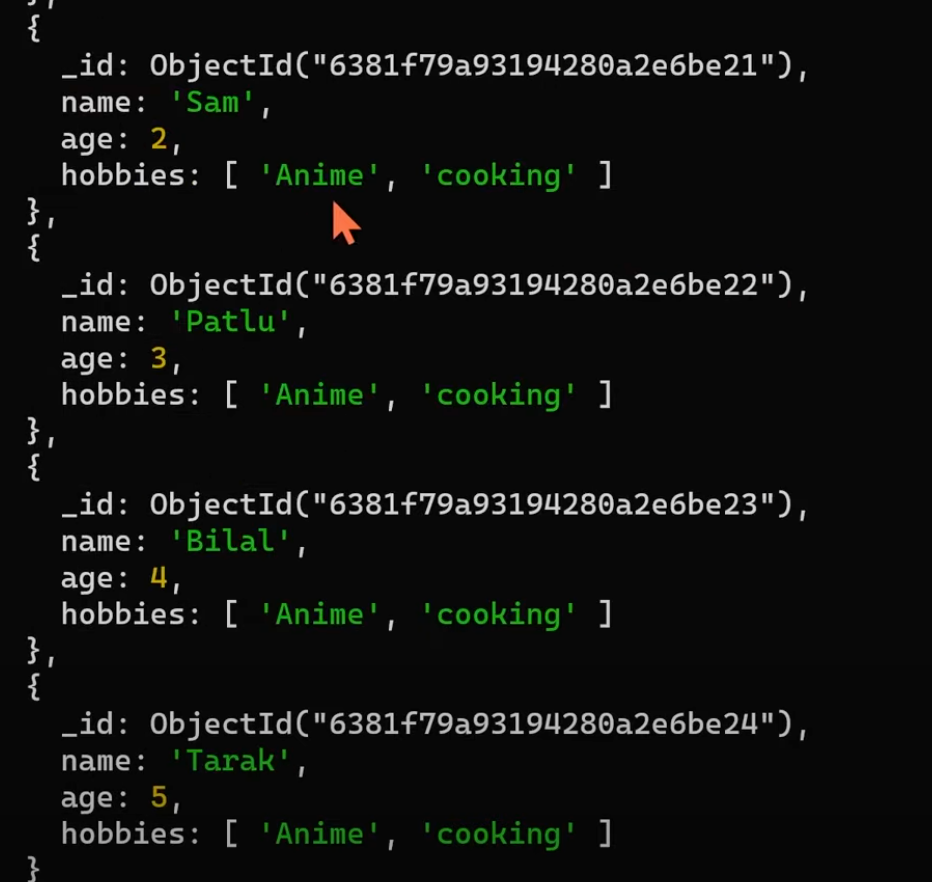 },
{
_id: ObjectId("6381f79a93194280a2e6be21"),
name: 'Sam',
age: 2,
hobbies: [ 'Anime', 'cooking' ]
},
{
_id: ObjectId("6381f79a93194280a2e6be22"),
name: 'Patlu',
age: 3,
hobbies: [ 'Anime', 'cooking' ]
},
{
_id: ObjectId("6381f79a93194280a2e6be23"),
name: 'Bilal',
age: 4,
hobbies: [ 'Anime', 'cooking' ]
},
{
_id: ObjectId("6381f79a93194280a2e6be24"),
name: 'Tarak',
age: 5,
hobbies: [ 'Anime', 'cooking' ]
}